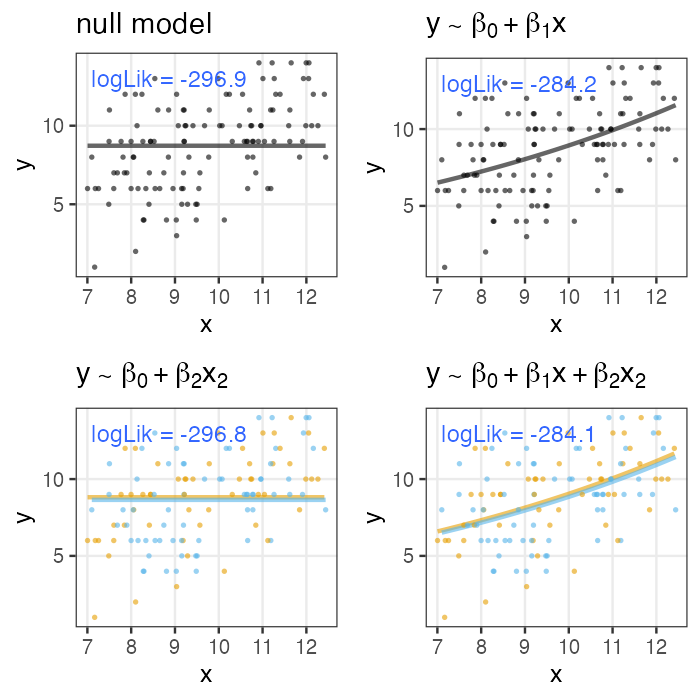 null model
logLik = -296.9
10
5
y
7 8 9 10 11 12
x
y ~ β₀ + β₁x
logLik = -284.2
10
5
y
7 8 9 10 11 12
x
y ~ β₀ + β₂x₂
logLik = -296.8
10
5
y
7 8 9 10 11 12
x
y ~ β₀ + β₁x + β₂x₂
logLik = -284.1
10
5
y
7 8 9 10 11 12
x